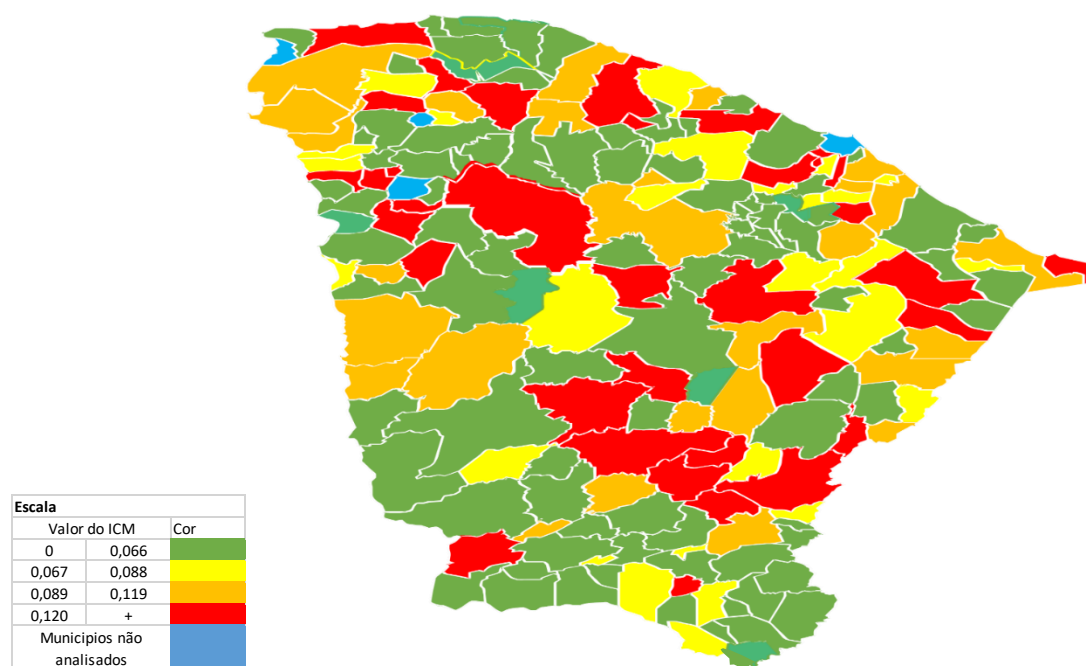 Escala
Valor do ICM Cor
0 0,066
0,067 0,088
0,089 0,119
0,120 +
Municipios não
analisados